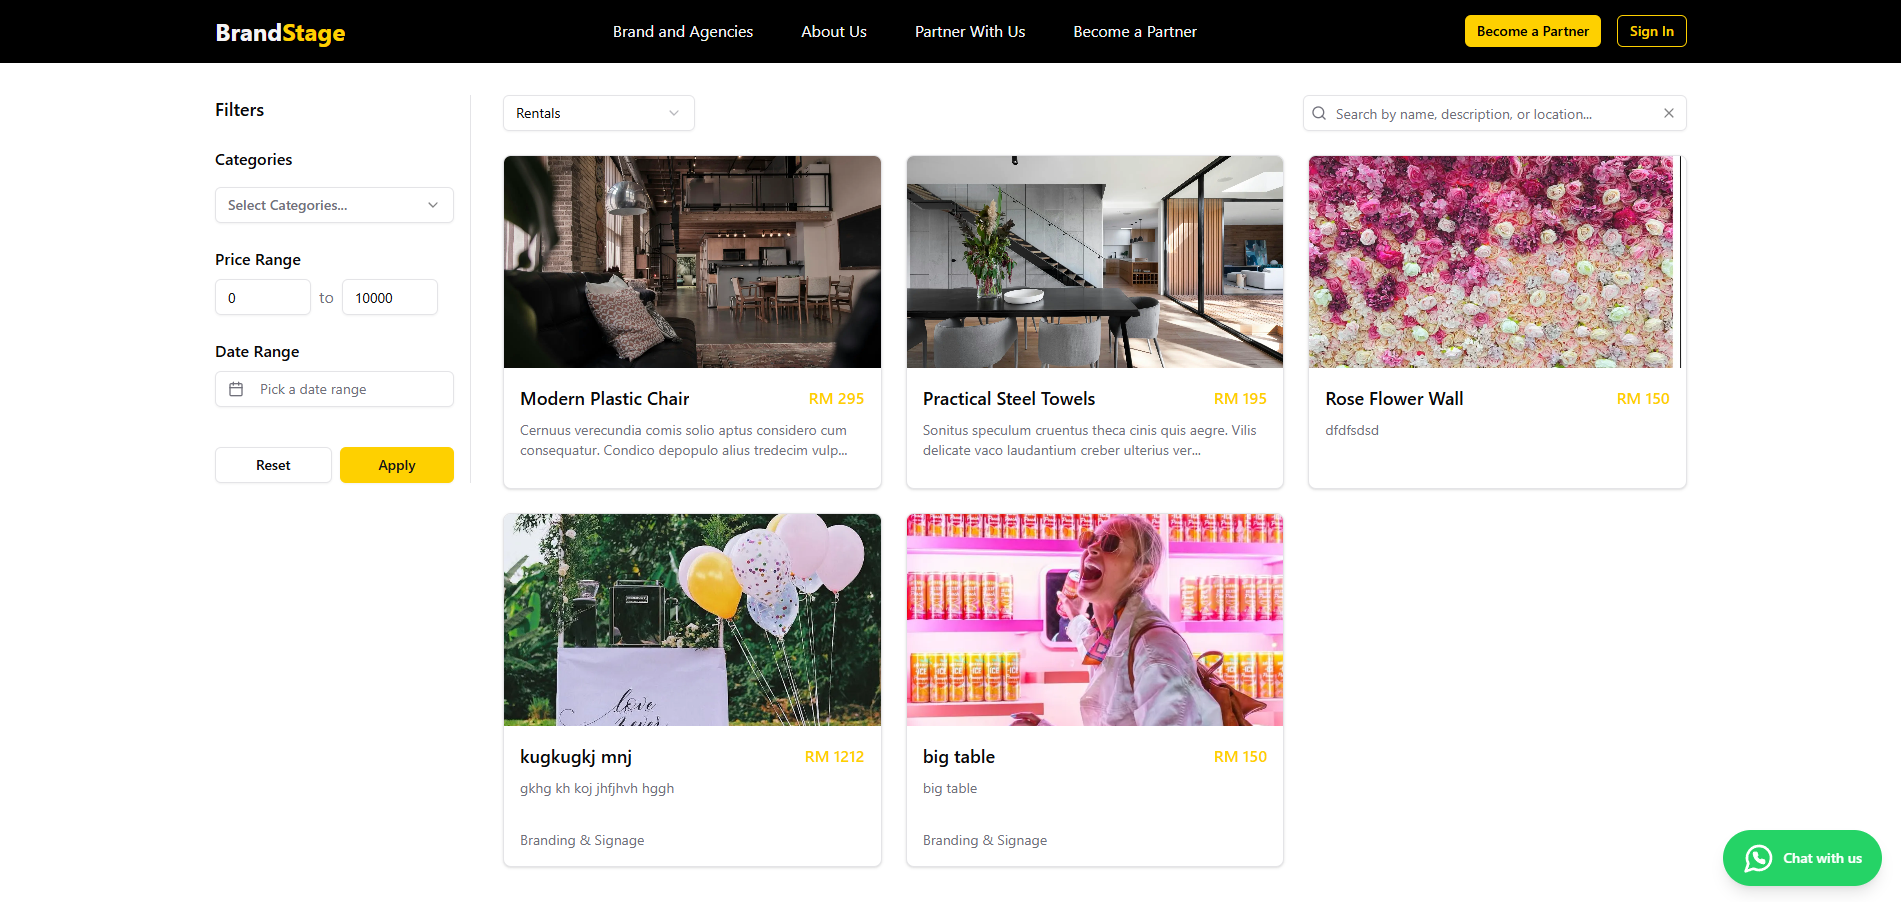 BrandStage
Brand and Agencies
About Us
Partner With Us
Become a Partner
Become a Partner
Sign In
Filters
Categories
Select Categories...
Price Range
0 to 10000
Date Range
Pick a date range
Reset
Apply
Rentals
Search by name, description, or location...
Modern Plastic Chair
RM 295
Cernuus verecundia comis solio aptus considero cum
consequatur. Condico depopulo alius tredecim vulp...
Practical Steel Towels
RM 195
Sonitus speculum cruentus theca cinis quis aegre. Vilis
delicate vaco laudantium creber ulterius ver...
Rose Flower Wall
RM 150
dfdfsdsd
love
kugkugkj mnj
RM 1212
gkhg kh koj jhfjhvh hggh
Branding & Signage
big table
RM 150
big table
Branding & Signage
Chat with us